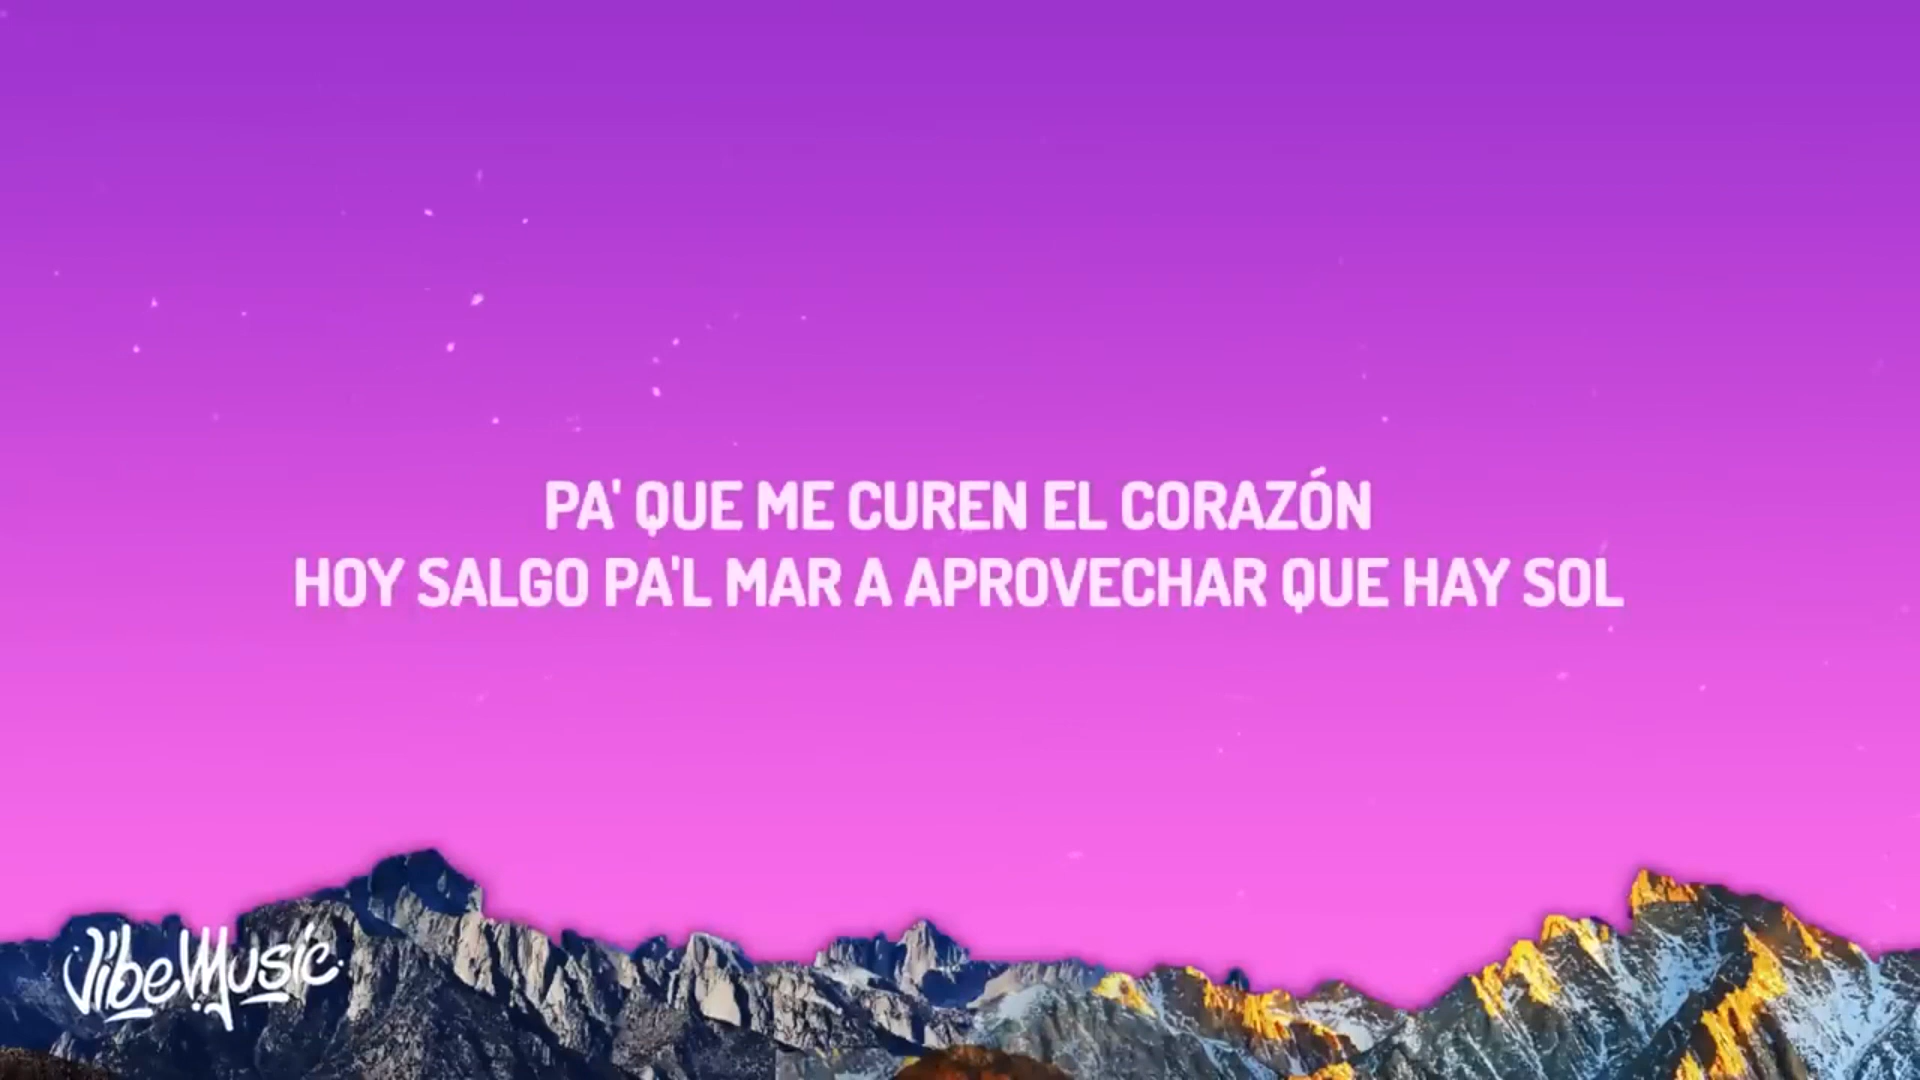 PA' QUE ME CUREN EL CORAZÓN
HOY SALGO PA'L MAR A APROVECHAR QUE HAY SOL
VibeMusic